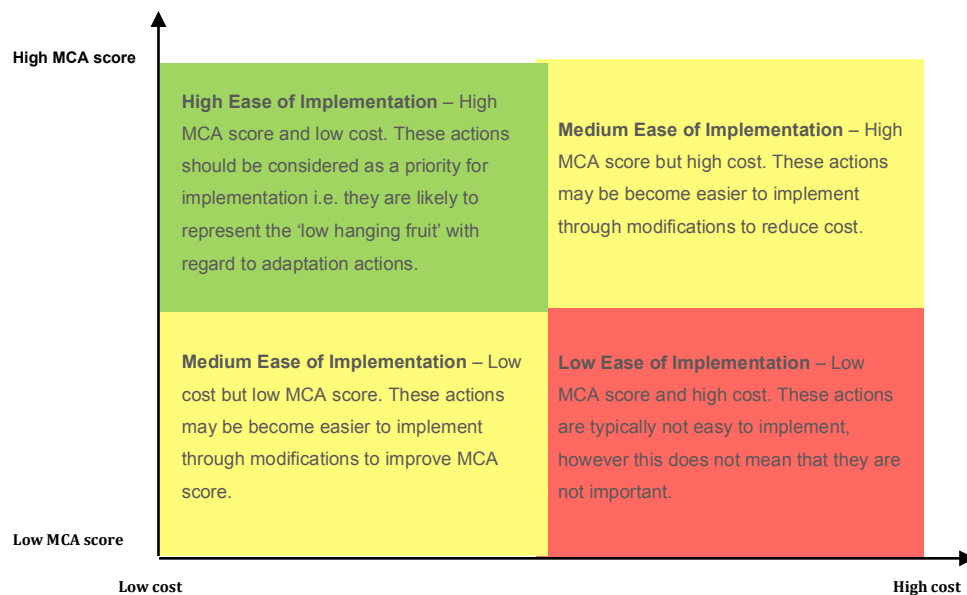 High MCA score
High Ease of Implementation – High
MCA score and low cost. These actions
should be considered as a priority for
implementation i.e. they are likely to
represent the ‘low hanging fruit’ with
regard to adaptation actions.
Medium Ease of Implementation – High
MCA score but high cost. These actions
may be become easier to implement
through modifications to reduce cost.
Medium Ease of Implementation – Low
cost but low MCA score. These actions
may be become easier to implement
through modifications to improve MCA
score.
Low Ease of Implementation – Low
MCA score and high cost. These actions
are typically not easy to implement,
however this does not mean that they are
not important.
Low MCA score
Low cost
High cost